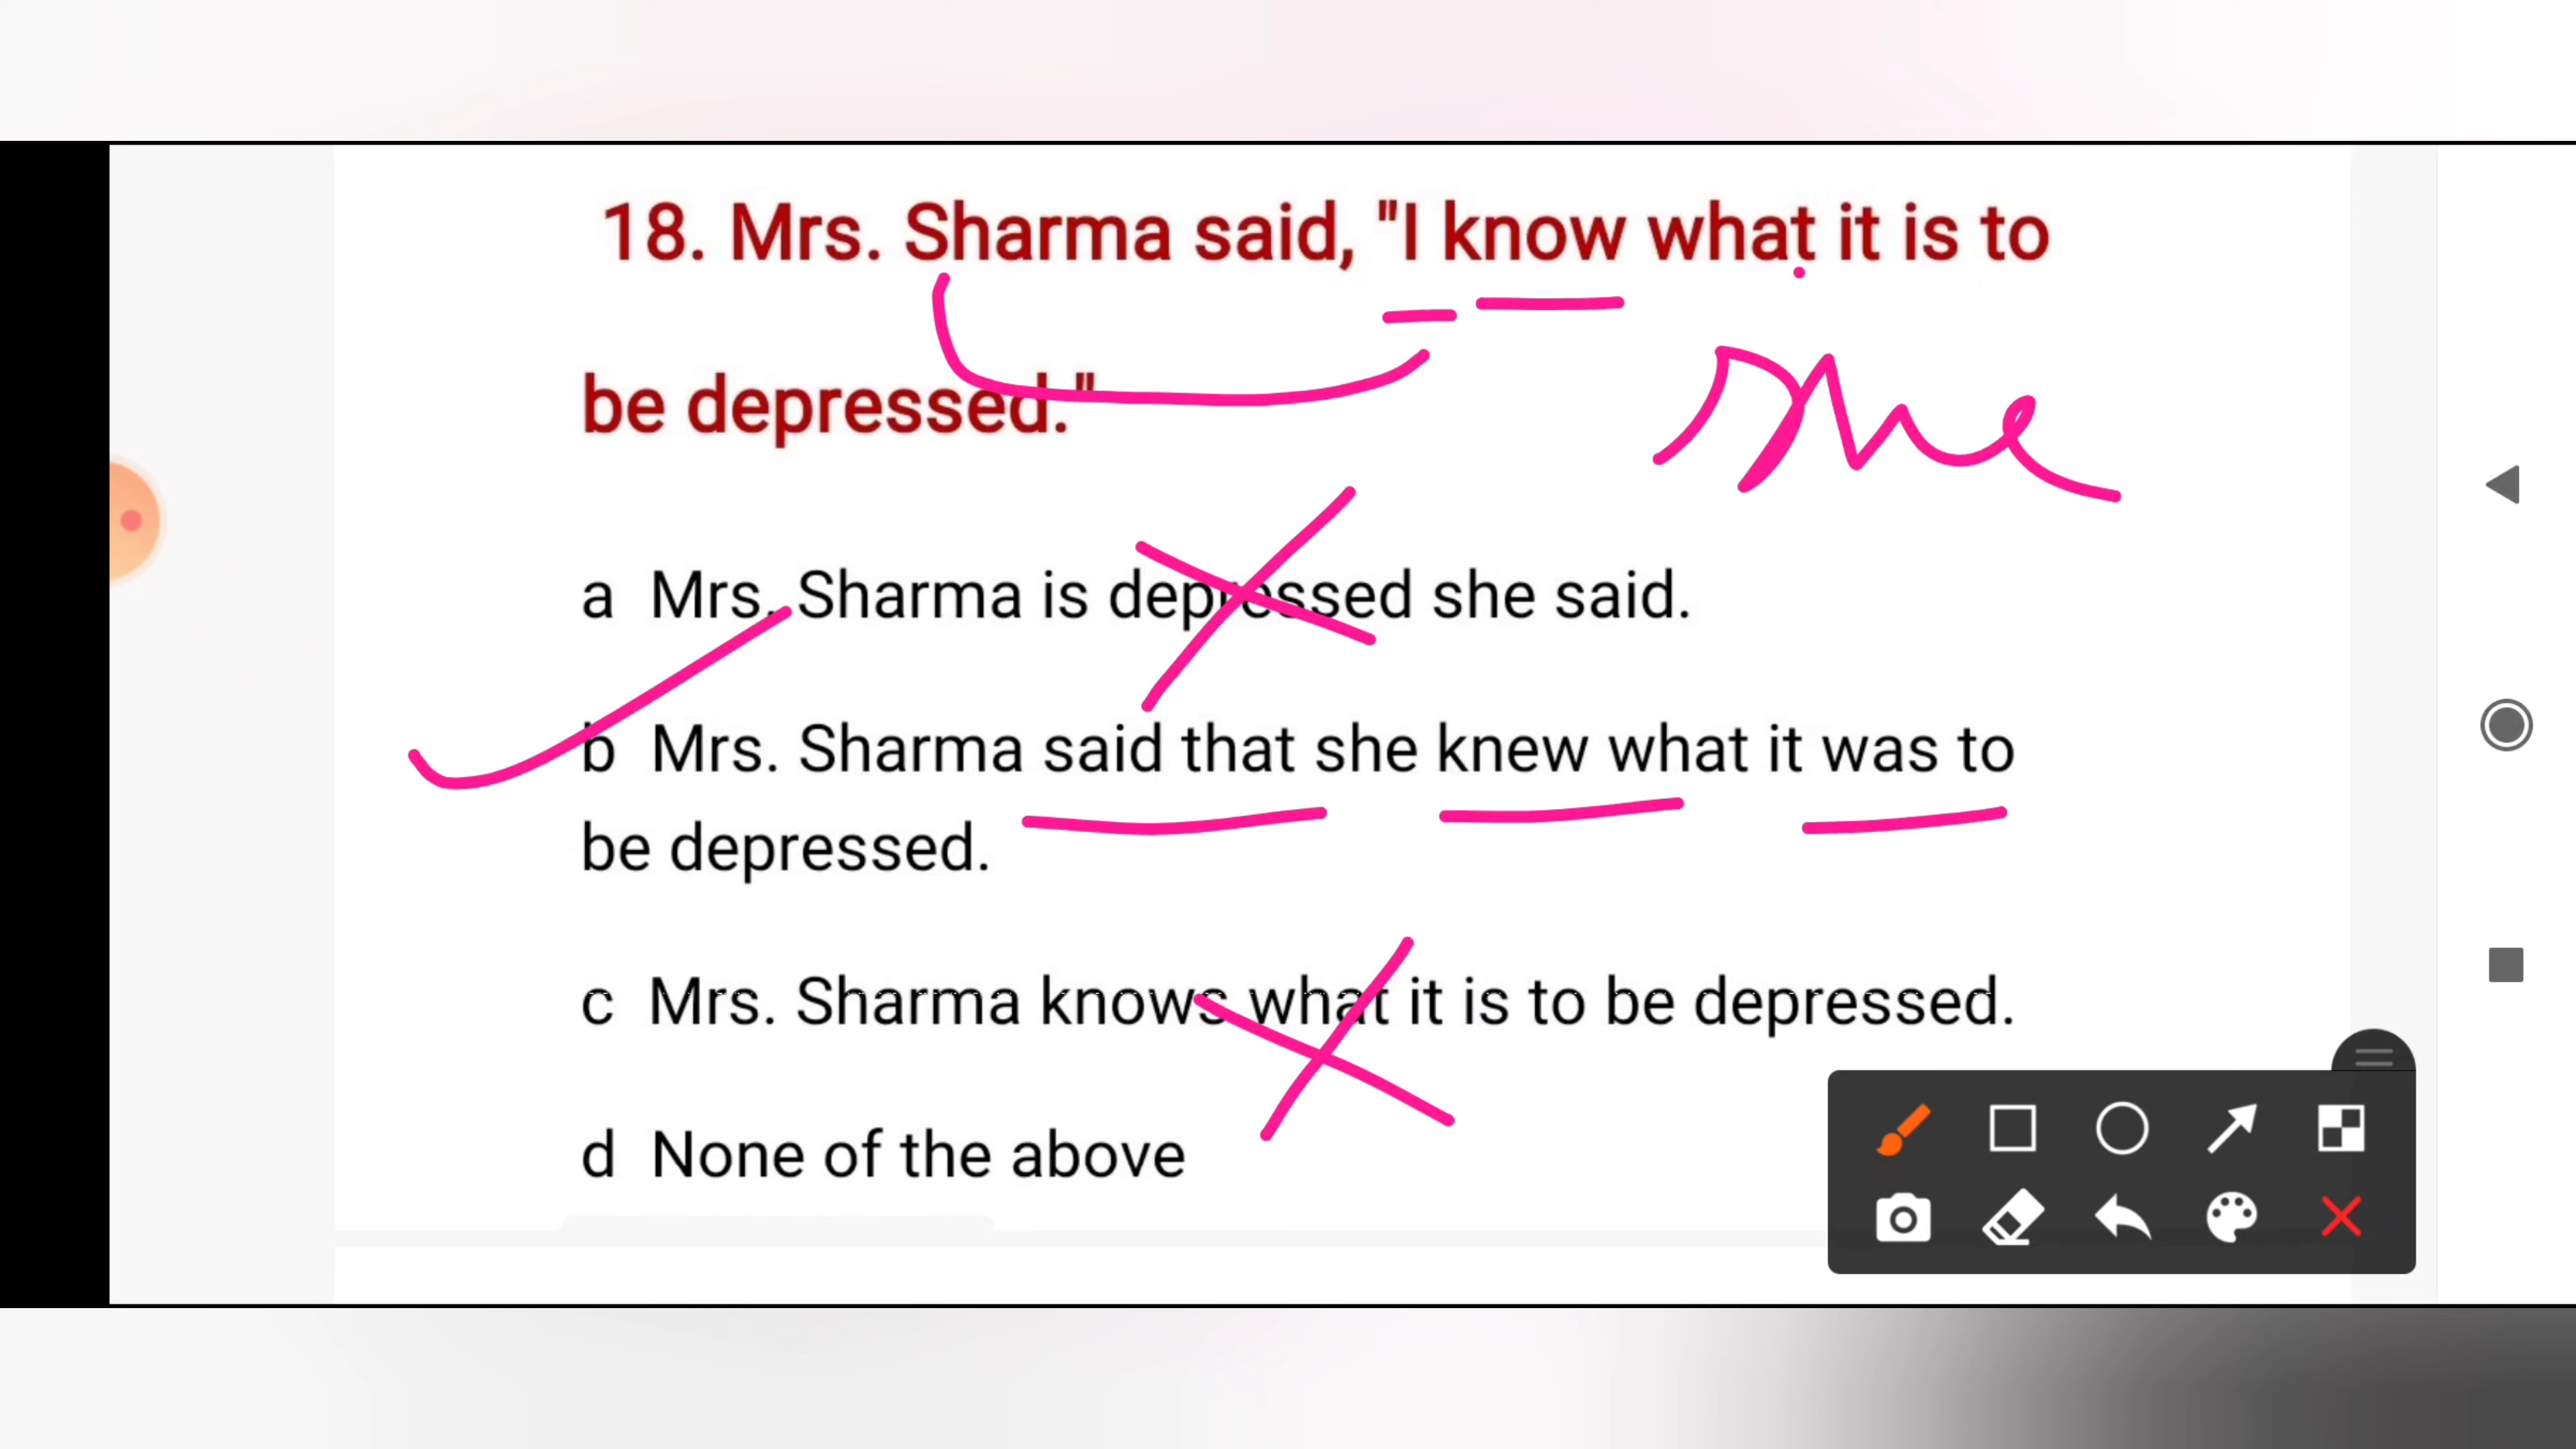 18. Mrs. Sharma said, "I know what it is to
be depressed."
she
a Mrs. Sharma is depressed she said.
b Mrs. Sharma said that she knew what it was to
be depressed.
c Mrs. Sharma knows what it is to be depressed.
d None of the above